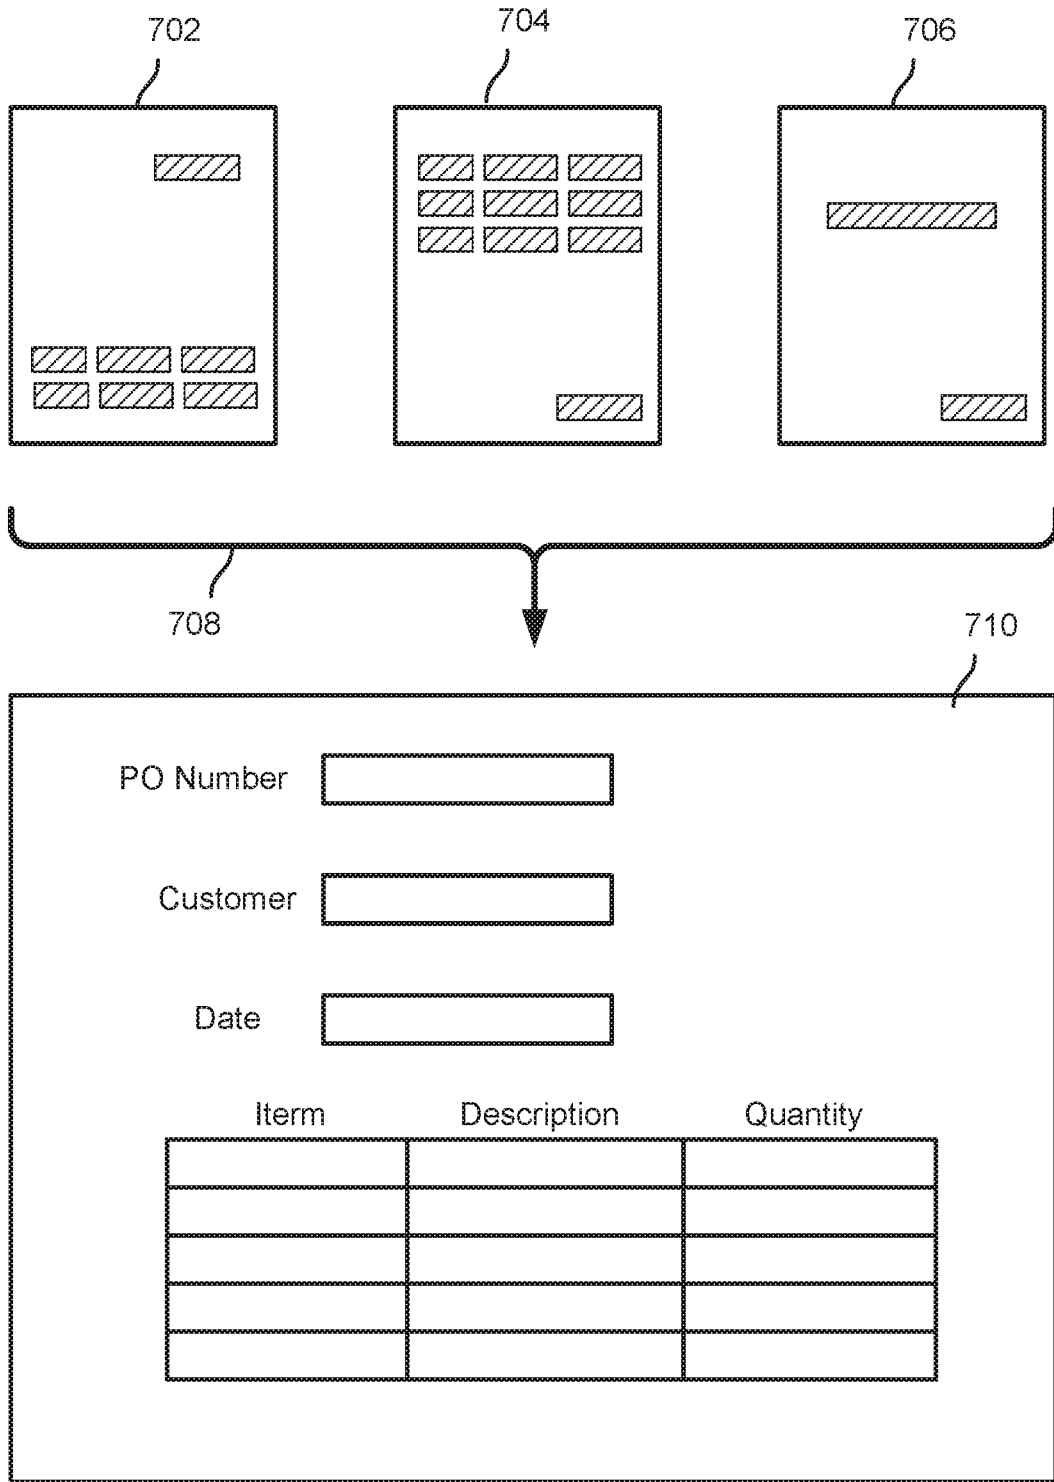 702
704
706
708
710
PO Number
Customer
Date
Iterm Description Quantity